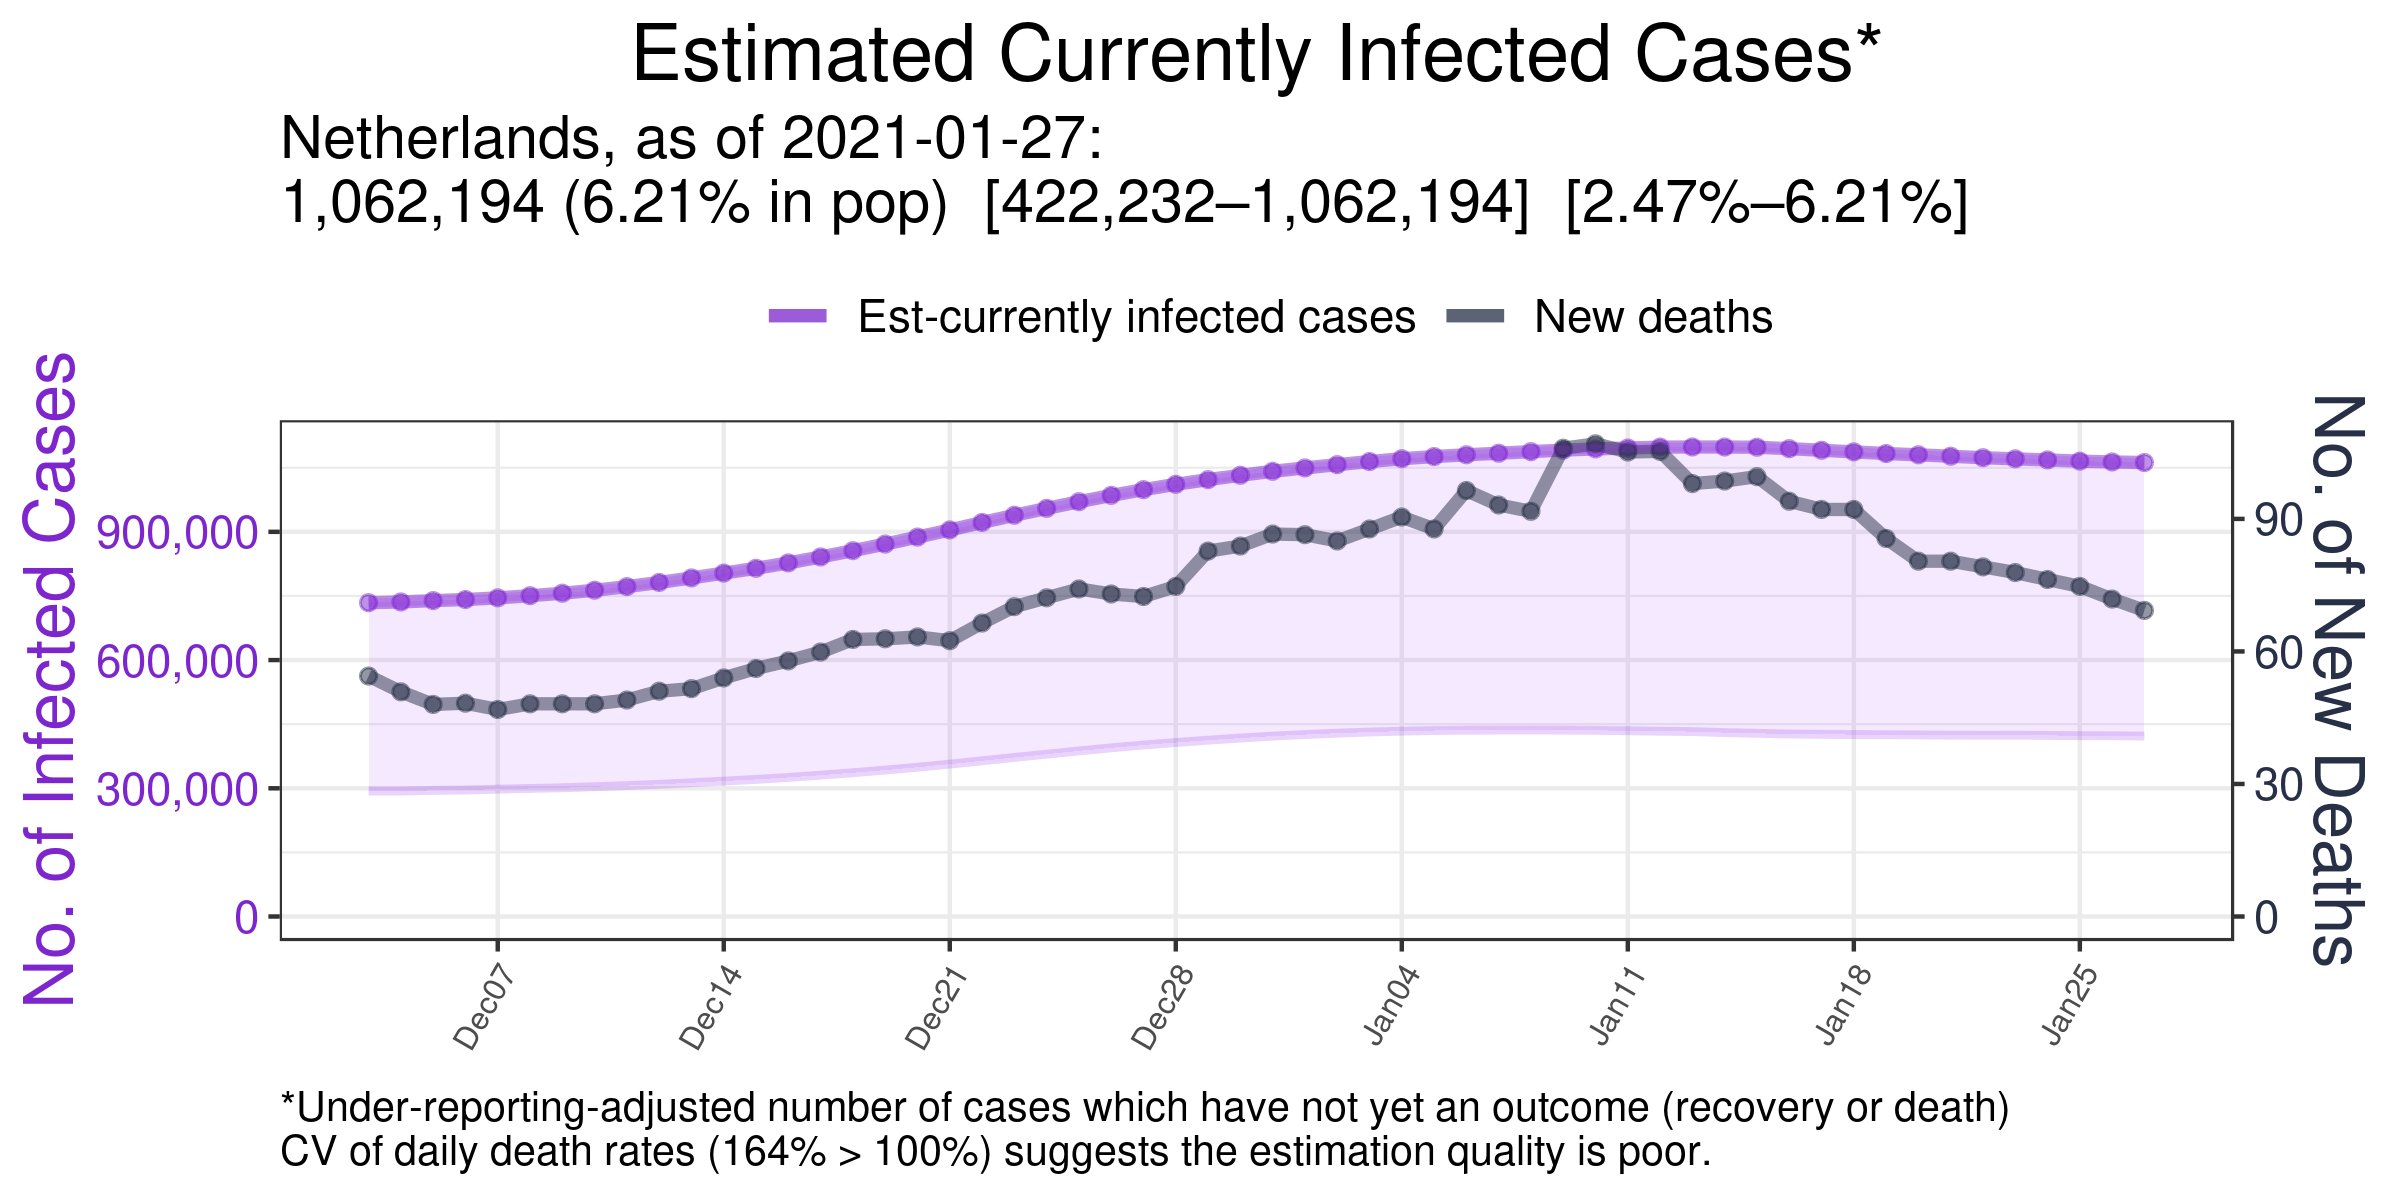 Estimated Currently Infected Cases*
Netherlands, as of 2021-01-27:
1,062,194 (6.21% in pop)  [422,232–1,062,194]  [2.47%–6.21%]
Est-currently infected cases
New deaths
No. of Infected Cases
900,000
600,000
300,000
0
No. of New Deaths
90
60
30
0
Dec07
Dec14
Dec21
Dec28
Jan04
Jan11
Jan18
Jan25
*Under-reporting-adjusted number of cases which have not yet an outcome (recovery or death)
CV of daily death rates (164% > 100%) suggests the estimation quality is poor.